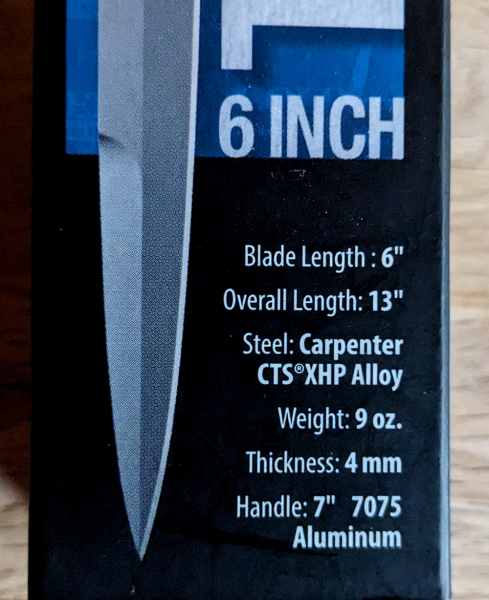 6 INCH
Blade Length : 6"
Overall Length: 13"
Steel: Carpenter
CTS®XHP Alloy
Weight: 9 oz.
Thickness: 4 mm
Handle: 7" 7075
Aluminum